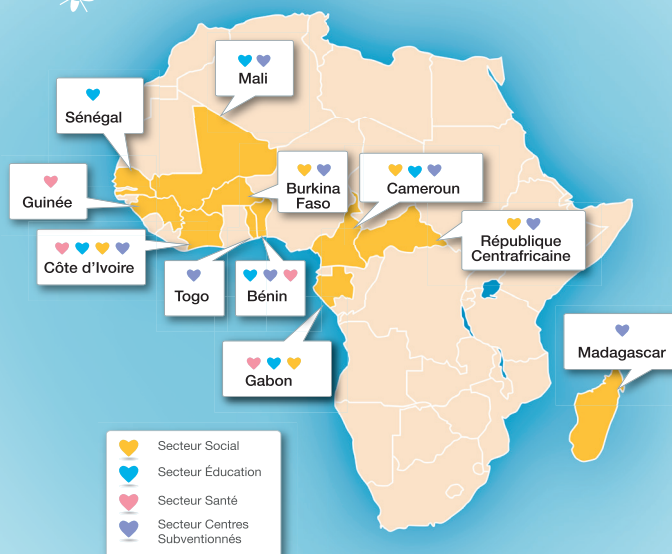 Mali
Sénégal
Guinée
Burkina
Faso
Cameroun
République
Centrafricaine
Côte d'Ivoire
Togo
Bénin
Gabon
Madagascar
Secteur Social
Secteur Éducation
Secteur Santé
Secteur Centres
Subventionnés